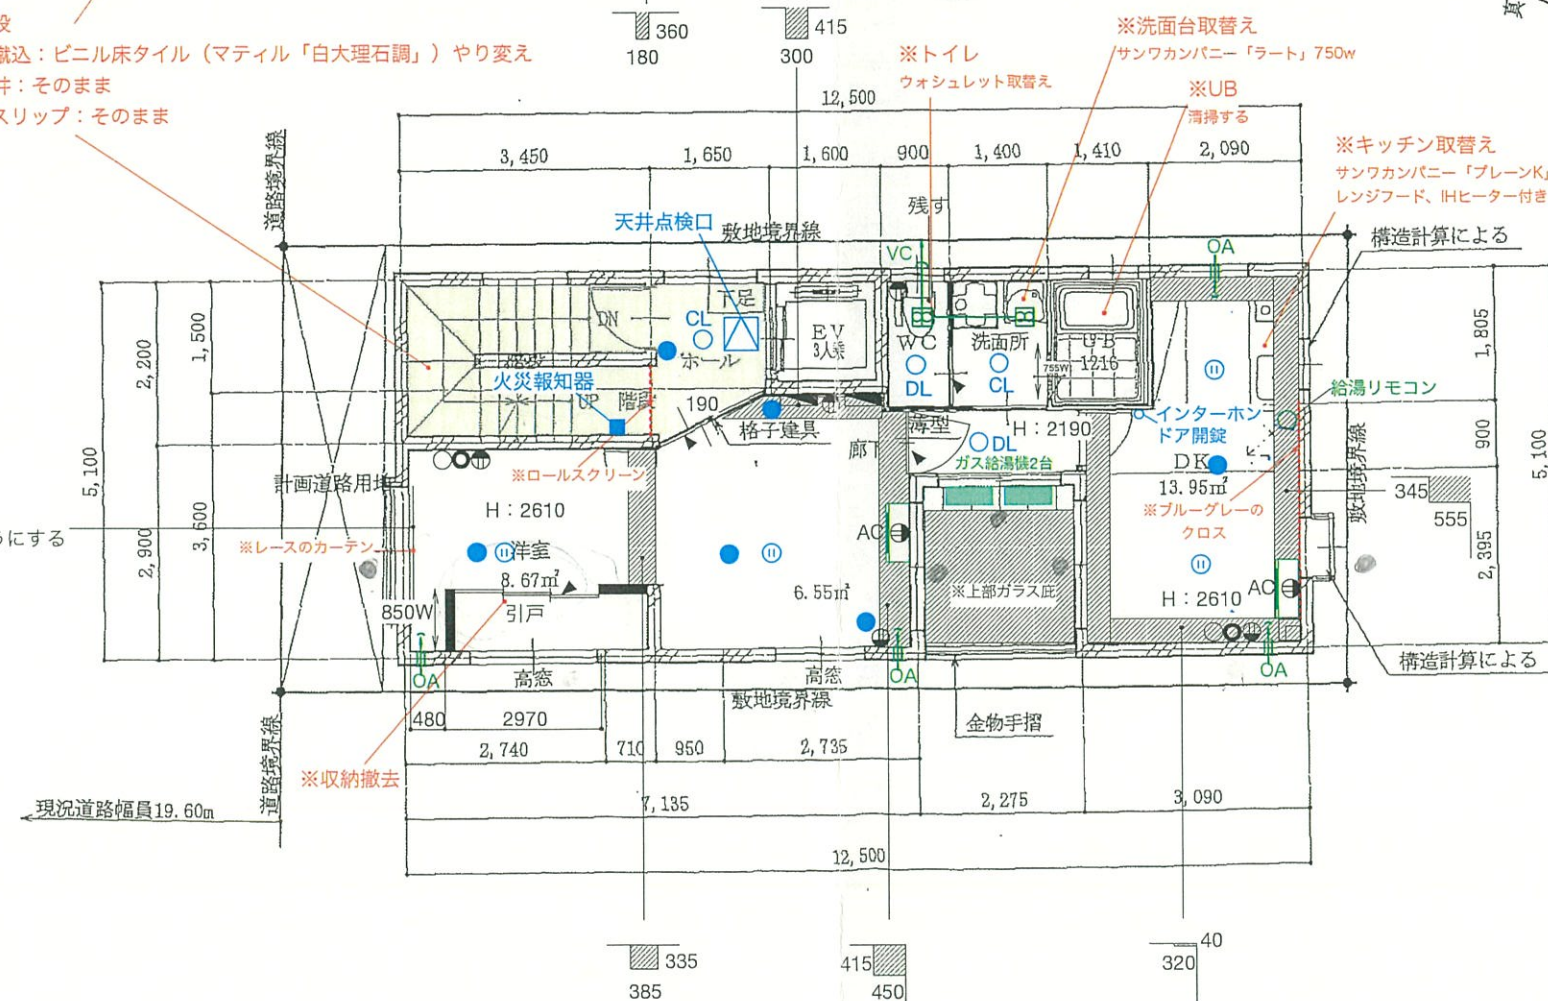 360
180
415
300
蹴込：ビニル床タイル（マティル「白大理石調」）やり変え
井：そのまま
スリップ：そのまま
※トイレ
ウォシュレット取替え
※洗面台取替え
サンワカンパニー「ラート」750w
※UB
清掃する
※キッチン取替え
サンワカンパニー「プレーンK」
レンジフード、IHヒーター付き
12,500
3,450
1,650
1,600
900
1,400
1,410
2,090
道路境界線
残す
天井点検口
敷地境界線
VC
OA
構造計算による
下足
DN
CL
ホール
EV
3人乗
WC
DL
洗面所
CL
755W
UB
1216
1,500
2,200
5,100
3,600
2,900
階段
火災報知器
UP
階段
190
格子建具
薄型
H：2190
インターホン
ドア開錠
給湯リモコン
1,805
900
2,395
5,100
廊下
DL
ガス給湯機2台
DK
13.95㎡
※ブルーグレーの
クロス
敷地境界線
345
555
※ロールスクリーン
計画道路用地
うにする
H：2610
※レースのカーテン
洋室
8.67㎡
AC
6.55㎡
※上部ガラス庇
AC
H：2610
850W
引戸
OA
高窓
高窓
OA
OA
構造計算による
敷地境界線
金物手摺
480
2970
2,740
710
950
2,735
道路境界線
※収納撤去
現況道路幅員19.60m
7,135
2,275
3,090
12,500
335
385
415
450
40
320